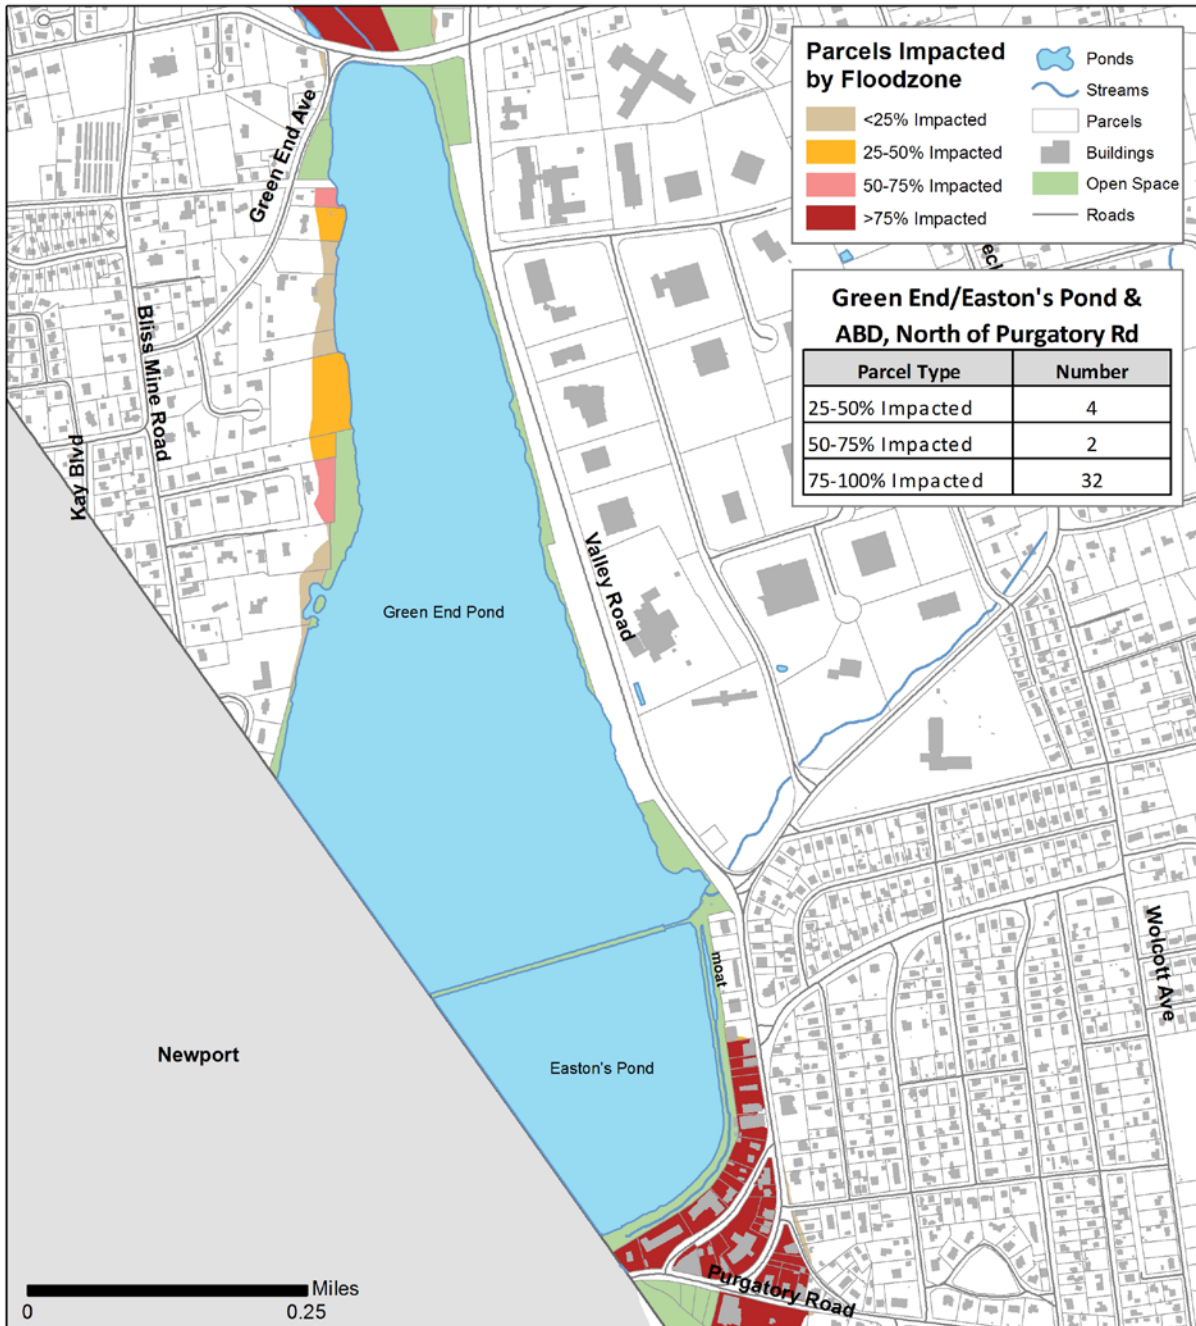 Parcels Impacted
by Floodzone
<25% Impacted
25-50% Impacted
50-75% Impacted
>75% Impacted
Ponds
Streams
Parcels
Buildings
Open Space
Roads
Green End/Easton's Pond &
ABD, North of Purgatory Rd
Parcel Type Number
25-50% Impacted 4
50-75% Impacted 2
75-100% Impacted 32
Green End Ave
Bliss Mine Road
Kay Blvd
Valley Road
Green End Pond
Wolcott Ave
moat
Newport
Easton's Pond
Purgatory Road
Miles
0 0.25